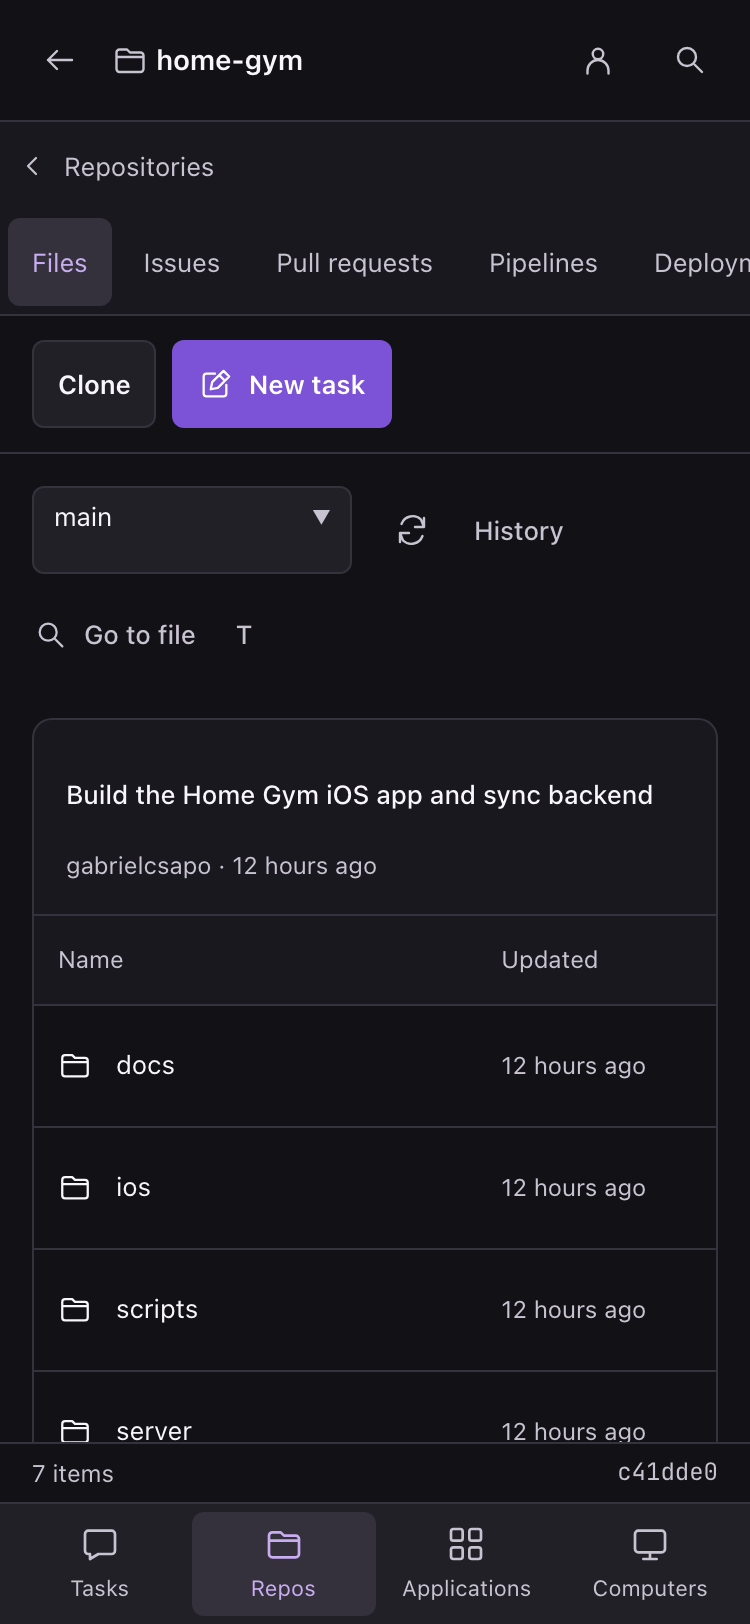 home-gym
Repositories
Files Issues Pull requests Pipelines Deployn
Clone New task
main History
Go to file T
Build the Home Gym iOS app and sync backend
gabrielcsapo · 12 hours ago
Name Updated
docs 12 hours ago
ios 12 hours ago
scripts 12 hours ago
server 12 hours ago
7 items c41dde0
Tasks Repos Applications Computers